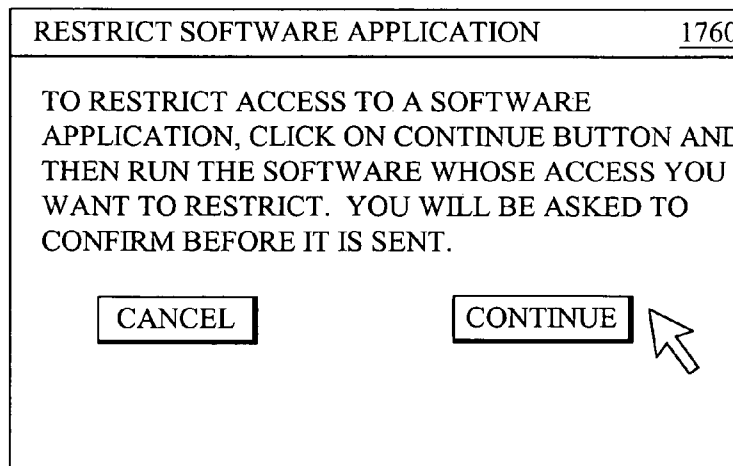 RESTRICT SOFTWARE APPLICATION 1760
TO RESTRICT ACCESS TO A SOFTWARE
APPLICATION, CLICK ON CONTINUE BUTTON AND
THEN RUN THE SOFTWARE WHOSE ACCESS YOU
WANT TO RESTRICT. YOU WILL BE ASKED TO
CONFIRM BEFORE IT IS SENT.
CANCEL CONTINUE